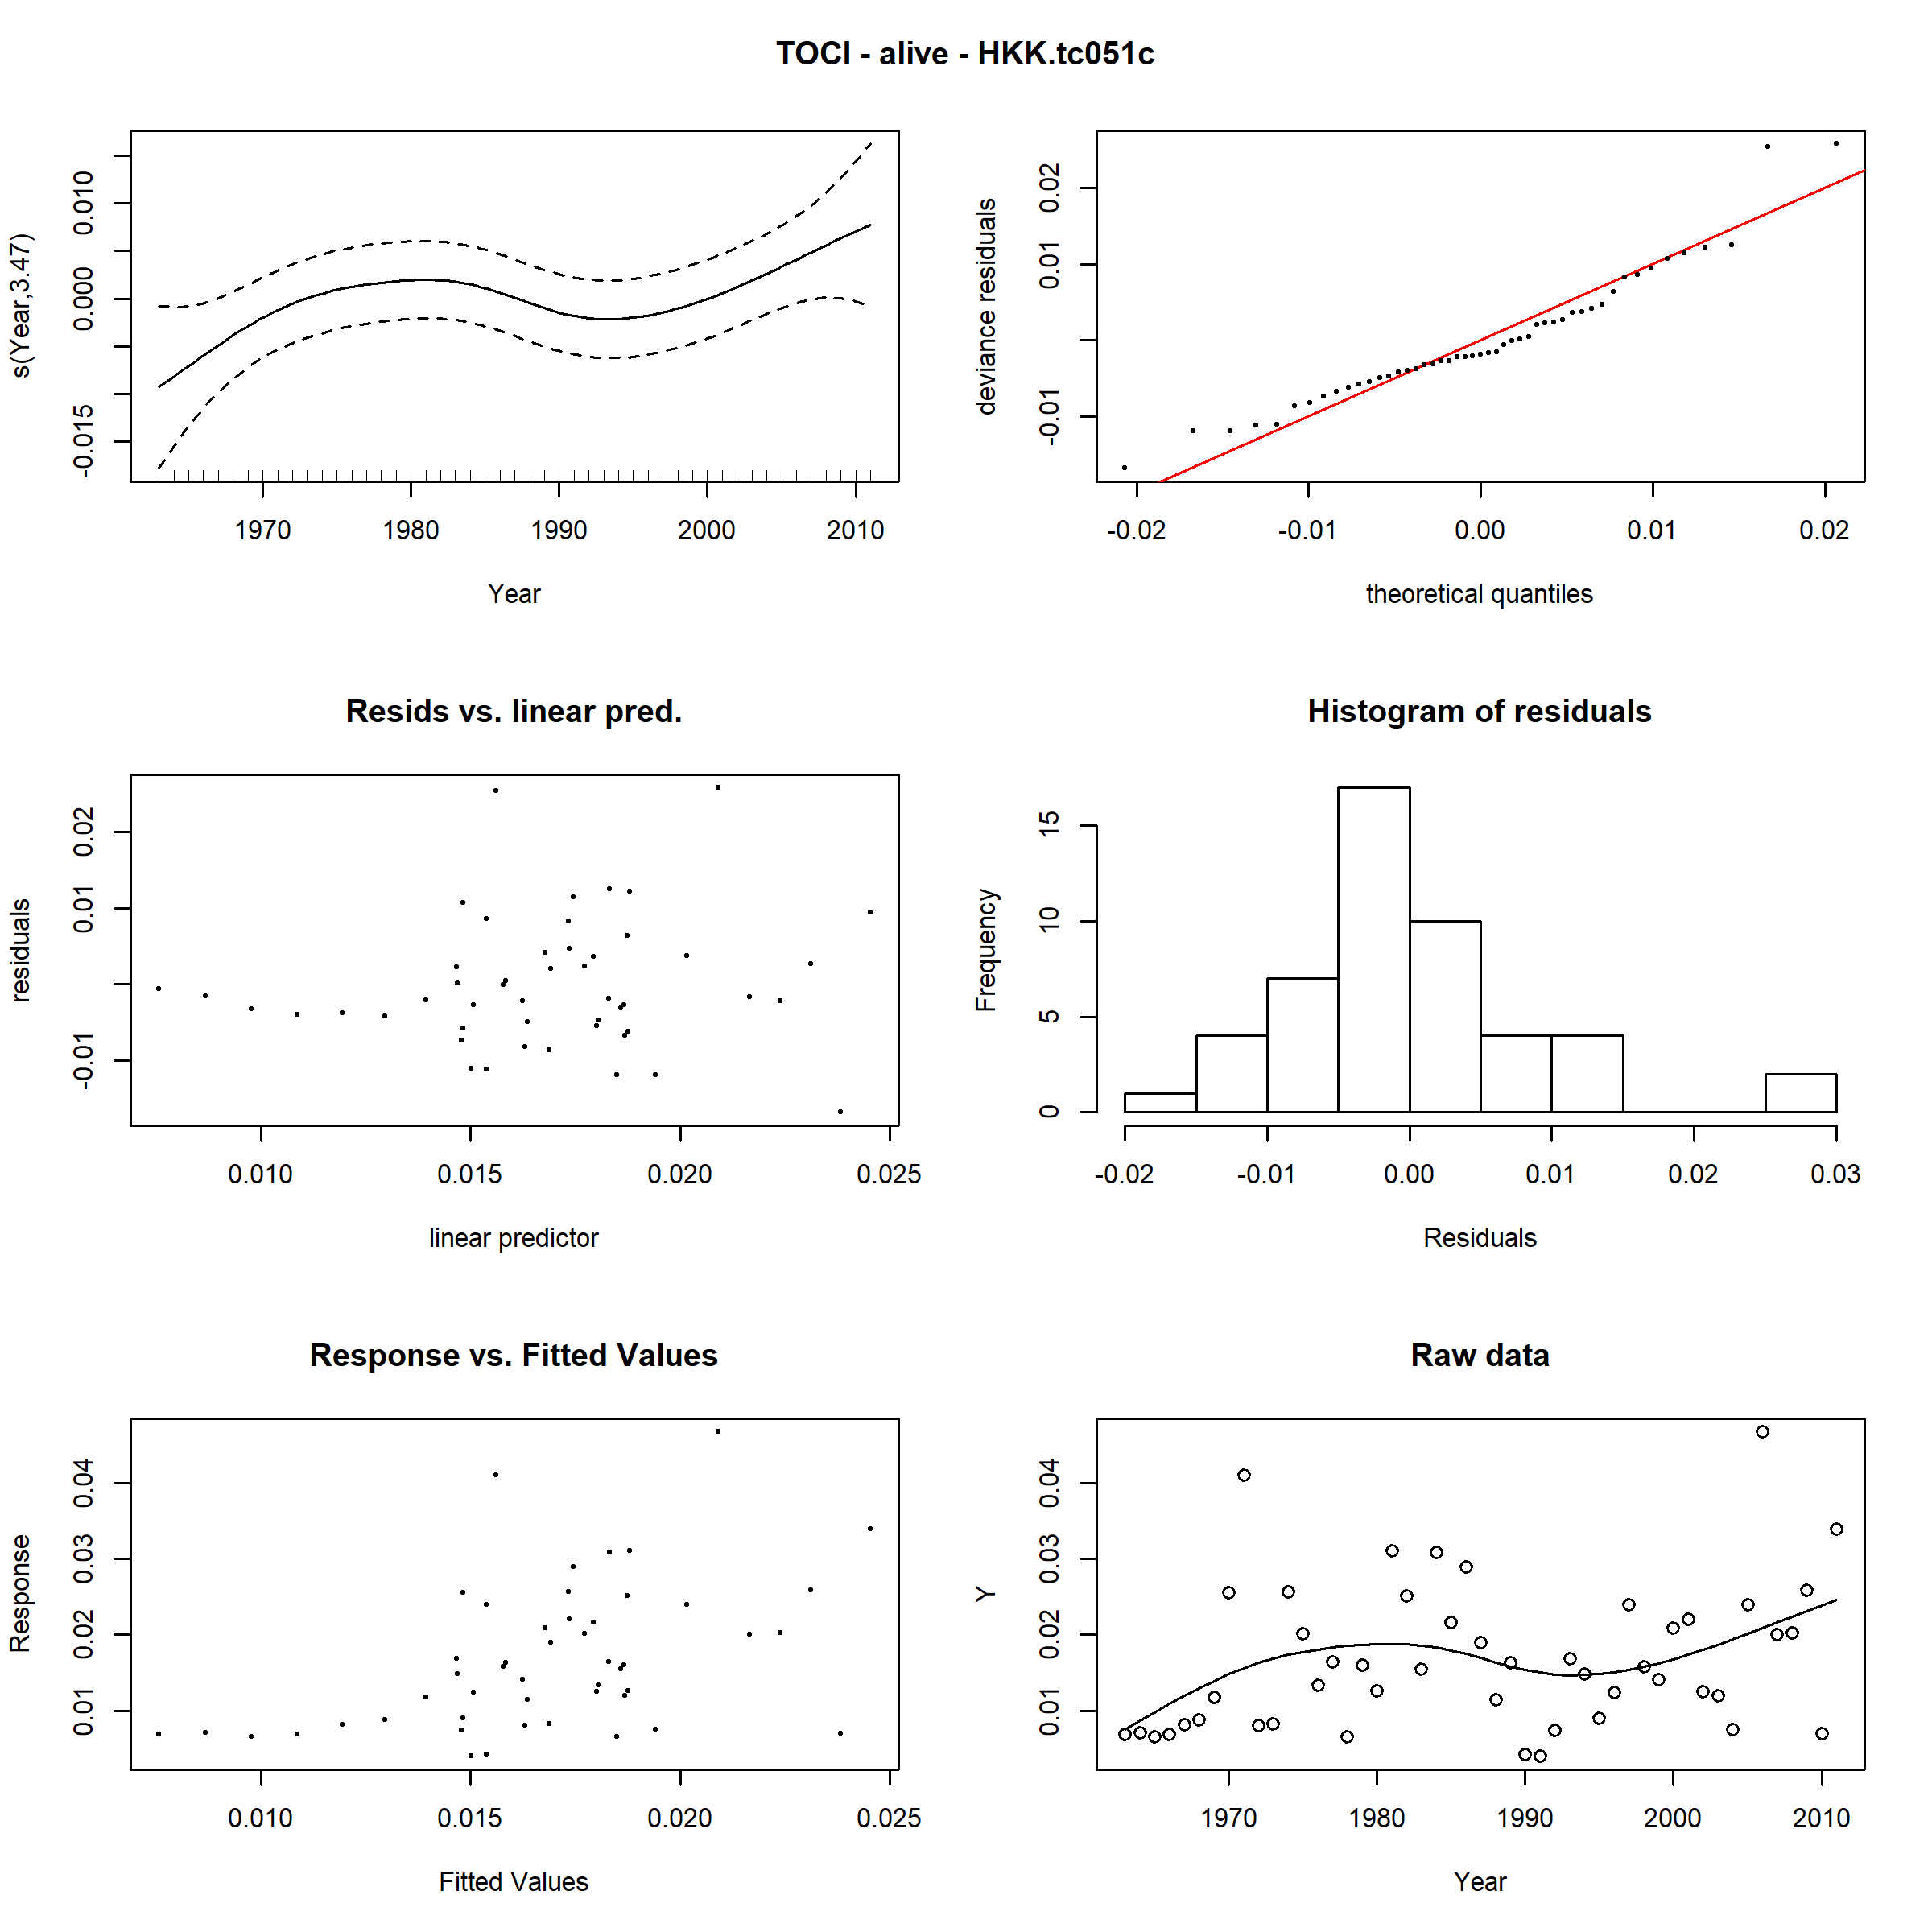 TOCI - alive - HKK.tc051c
s(Year,3.47)
0.010
0.000
-0.015
1970 1980 1990 2000 2010
Year
deviance residuals
0.02
0.01
-0.01
-0.02 -0.01 0.00 0.01 0.02
theoretical quantiles
Resids vs. linear pred.
residuals
0.02
0.01
-0.01
0.010 0.015 0.020 0.025
linear predictor
Histogram of residuals
Frequency
15
10
5
0
-0.02 -0.01 0.00 0.01 0.02 0.03
Residuals
Response vs. Fitted Values
Response
0.04
0.03
0.02
0.01
0.010 0.015 0.020 0.025
Fitted Values
Raw data
Y
0.04
0.03
0.02
0.01
1970 1980 1990 2000 2010
Year